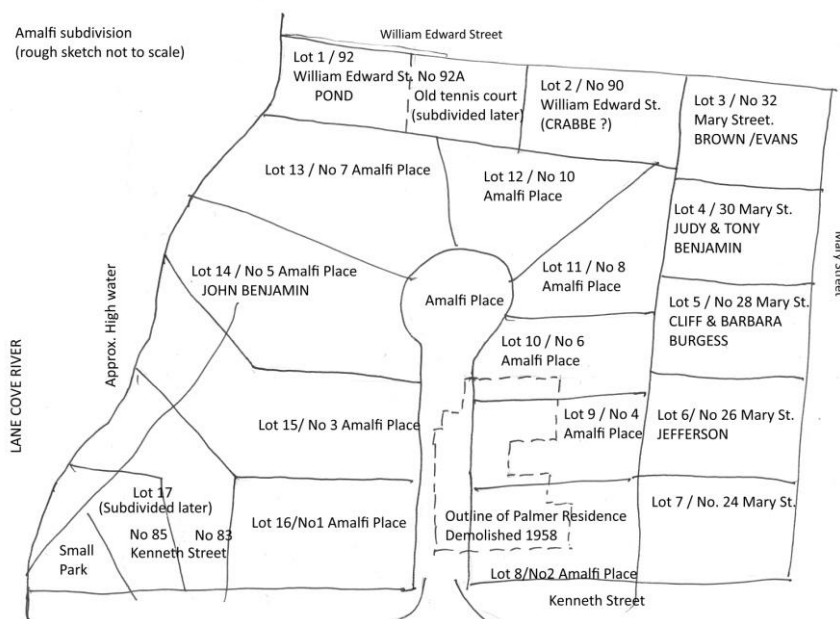 Amalfi subdivision
(rough sketch not to scale)
William Edward Street
Lot 1 / 92
William Edward St.
POND
No 92A
Old tennis court
(subdivided later)
Lot 2 / No 90
William Edward St.
(CRABBE ?)
Lot 3 / No 32
Mary Street.
BROWN /EVANS
Lot 13 / No 7 Amalfi Place
Lot 12 / No 10
Amalfi Place
Lot 4 / 30 Mary St.
JUDY & TONY
BENJAMIN
Mary Street
Lot 14 / No 5 Amalfi Place
JOHN BENJAMIN
Amalfi Place
Lot 11 / No 8
Amalfi Place
Lot 5 / No 28 Mary St.
CLIFF & BARBARA
BURGESS
Approx. High water
LANE COVE RIVER
Lot 10 / No 6
Amalfi Place
Lot 15/ No 3 Amalfi Place
Lot 9 / No 4
Amalfi Place
Lot 6/ No 26 Mary St.
JEFFERSON
Lot 17
(Subdivided later)
No 85
Kenneth Street
No 83
Small
Park
Lot 16/No1 Amalfi Place
Outline of Palmer Residence
Demolished 1958
Lot 7 / No. 24 Mary St.
Lot 8/No2 Amalfi Place
Kenneth Street